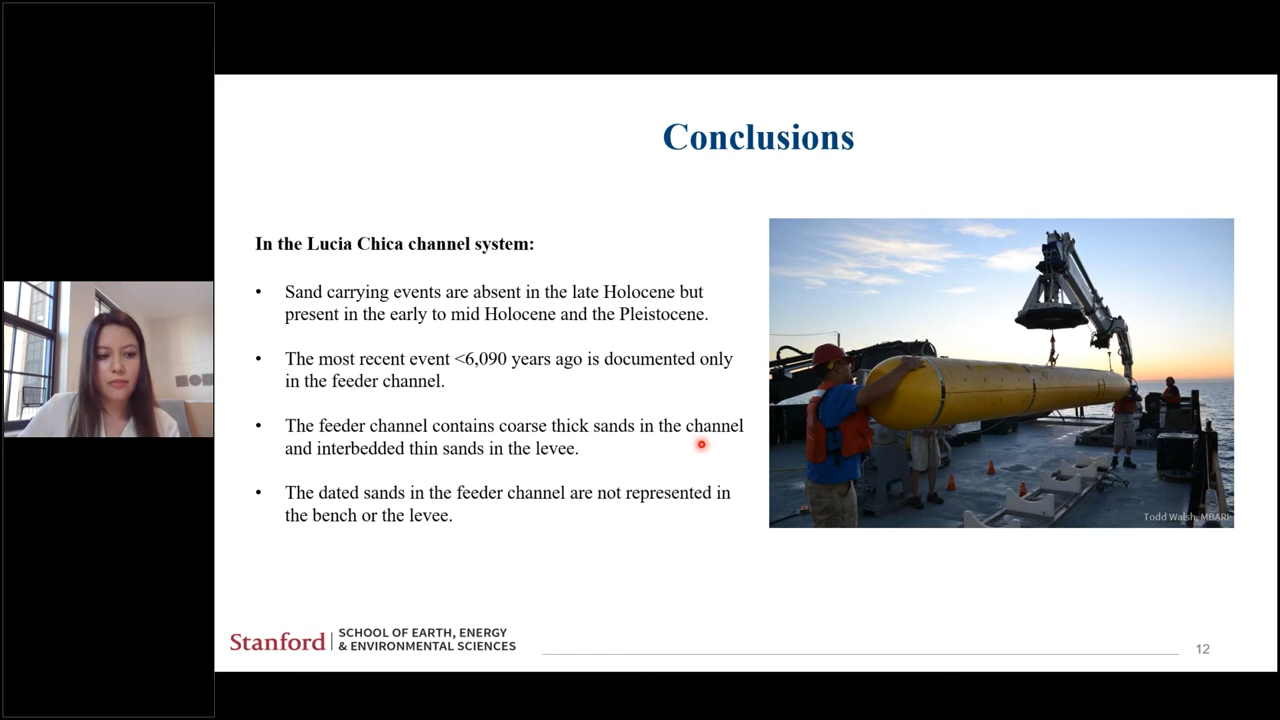 Conclusions
In the Lucia Chica channel system:
• Sand carrying events are absent in the late Holocene but
present in the early to mid Holocene and the Pleistocene.
• The most recent event <6,090 years ago is documented only
in the feeder channel.
• The feeder channel contains coarse thick sands in the channel
and interbedded thin sands in the levee.
• The dated sands in the feeder channel are not represented in
the bench or the levee.
Todd Walsh, MBARI
Stanford
SCHOOL OF EARTH, ENERGY
& ENVIRONMENTAL SCIENCES
12